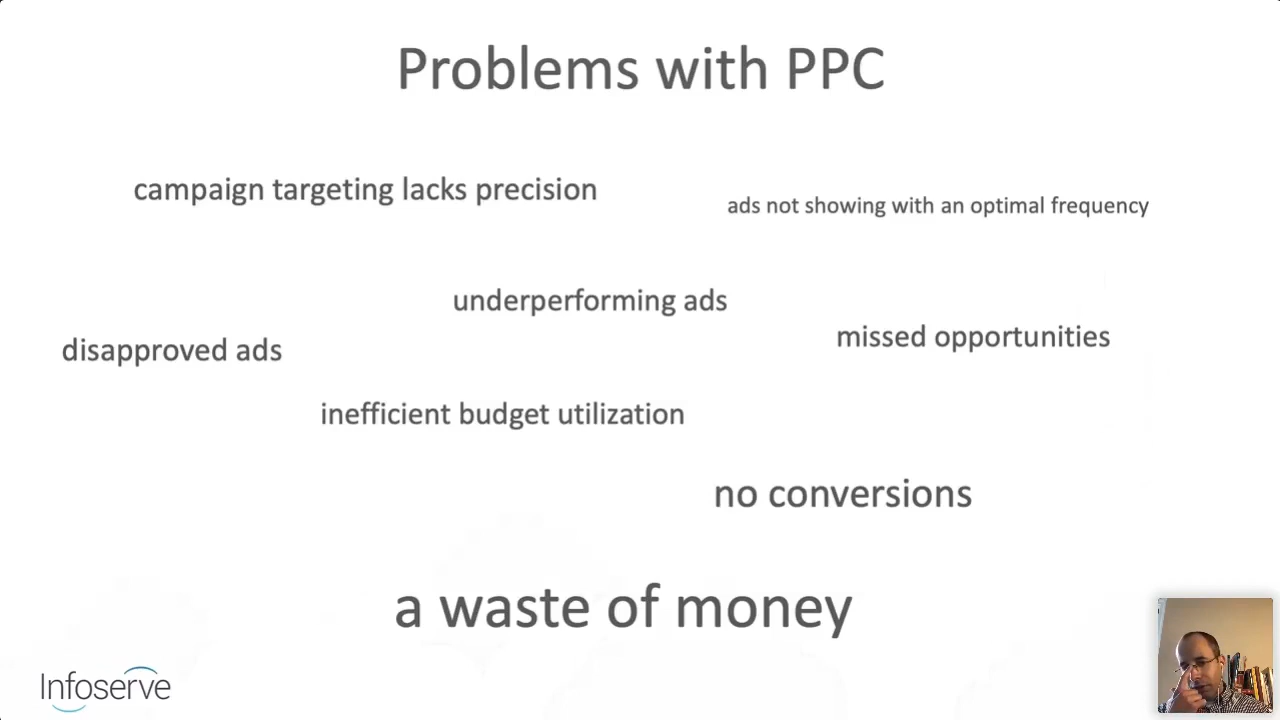 Problems with PPC
campaign targeting lacks precision
ads not showing with an optimal frequency
underperforming ads
missed opportunities
disapproved ads
inefficient budget utilization
no conversions
a waste of money
Infoserve